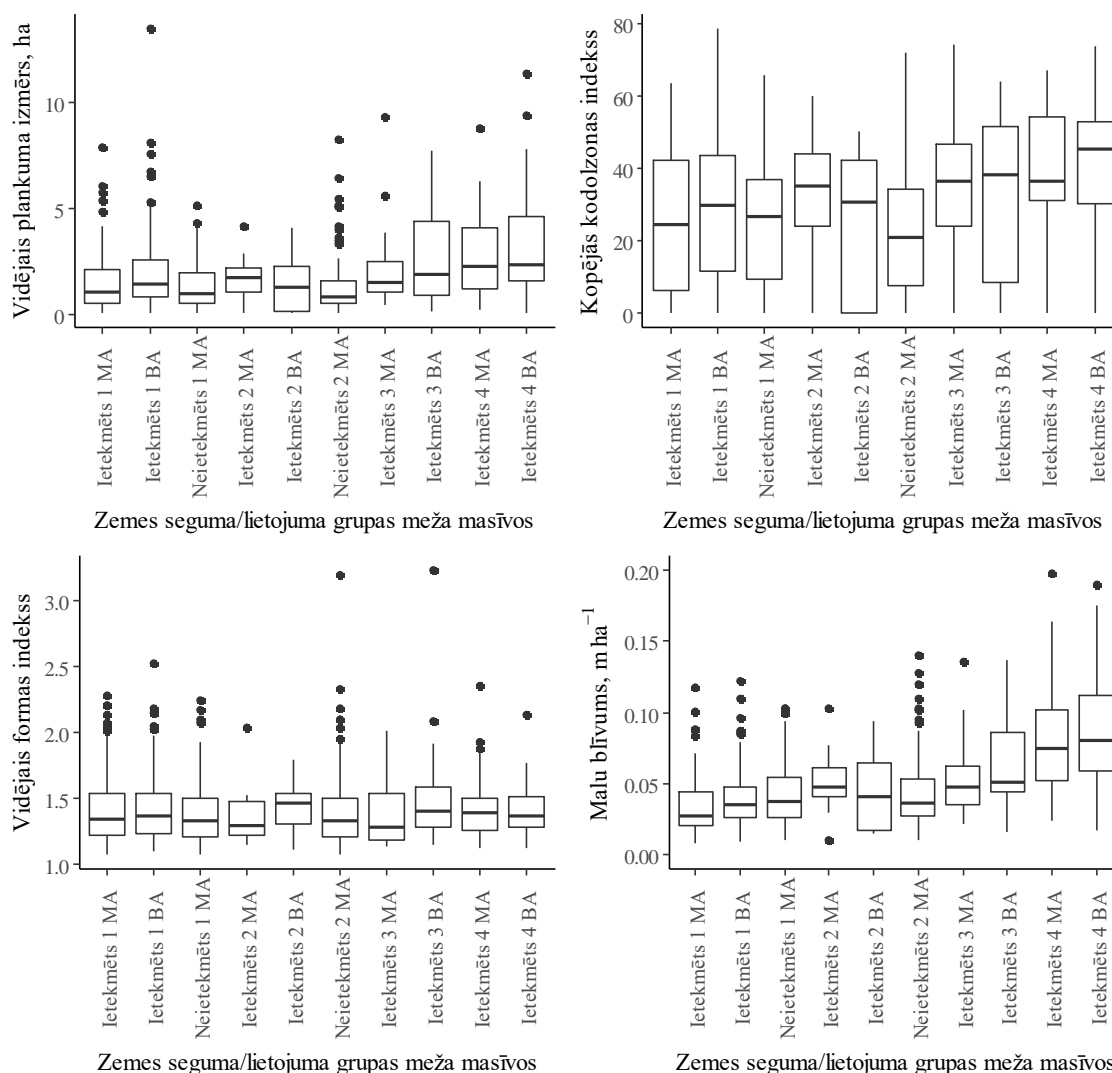 Vidējais plankuma izmērs, ha
10
5
0
Ietekmēts 1 MA
Ietekmēts 1 BA
Neietekmēts 1 MA
Ietekmēts 2 MA
Ietekmēts 2 BA
Neietekmēts 2 MA
Ietekmēts 3 MA
Ietekmēts 3 BA
Ietekmēts 4 MA
Ietekmēts 4 BA
Zemes seguma/lietojuma grupas meža masīvos
Kopējās kodolzonas indekss
80
60
40
20
0
Ietekmēts 1 MA
Ietekmēts 1 BA
Neietekmēts 1 MA
Ietekmēts 2 MA
Ietekmēts 2 BA
Neietekmēts 2 MA
Ietekmēts 3 MA
Ietekmēts 3 BA
Ietekmēts 4 MA
Ietekmēts 4 BA
Zemes seguma/lietojuma grupas meža masīvos
Vidējais formas indekss
3.0
2.5
2.0
1.5
1.0
Ietekmēts 1 MA
Ietekmēts 1 BA
Neietekmēts 1 MA
Ietekmēts 2 MA
Ietekmēts 2 BA
Neietekmēts 2 MA
Ietekmēts 3 MA
Ietekmēts 3 BA
Ietekmēts 4 MA
Ietekmēts 4 BA
Zemes seguma/lietojuma grupas meža masīvos
Malu blīvums, m ha⁻¹
0.20
0.15
0.10
0.05
0.00
Ietekmēts 1 MA
Ietekmēts 1 BA
Neietekmēts 1 MA
Ietekmēts 2 MA
Ietekmēts 2 BA
Neietekmēts 2 MA
Ietekmēts 3 MA
Ietekmēts 3 BA
Ietekmēts 4 MA
Ietekmēts 4 BA
Zemes seguma/lietojuma grupas meža masīvos